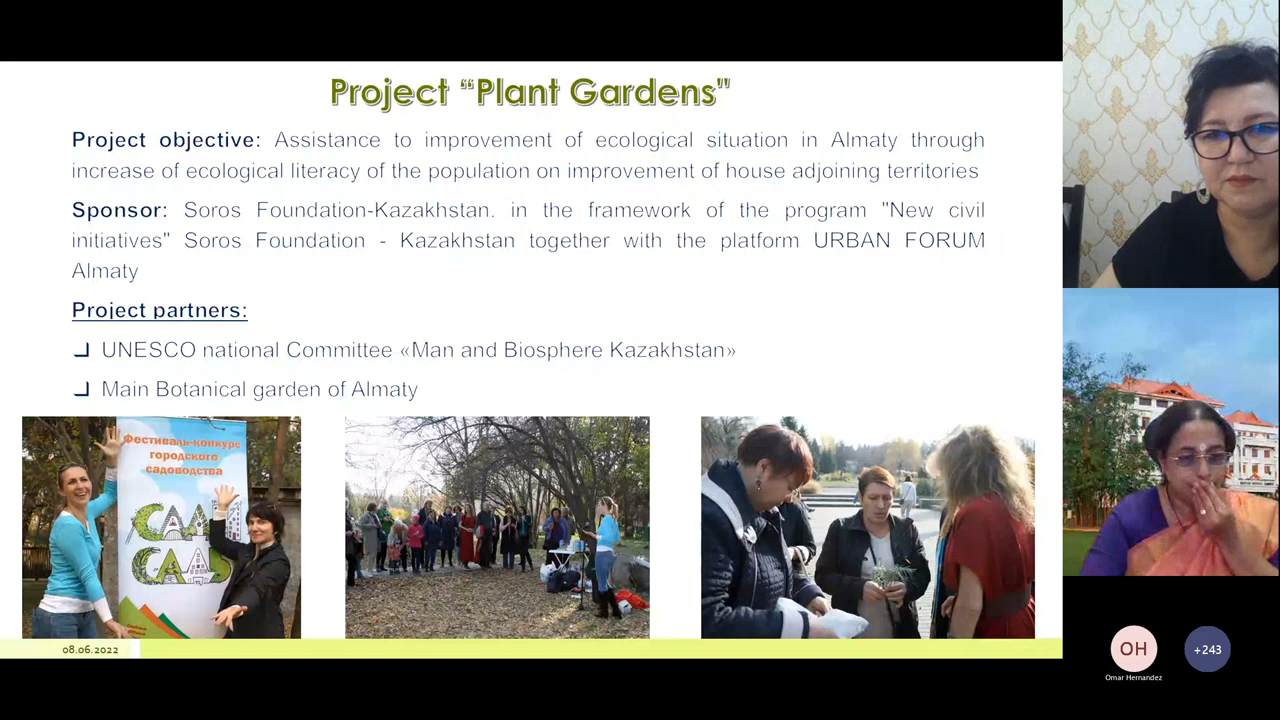 Project “Plant Gardens"
Project objective: Assistance to improvement of ecological situation in Almaty through
increase of ecological literacy of the population on improvement of house adjoining territories
Sponsor: Soros Foundation-Kazakhstan. in the framework of the program "New civil
initiatives" Soros Foundation - Kazakhstan together with the platform URBAN FORUM
Almaty
Project partners:
UNESCO national Committee «Man and Biosphere Kazakhstan»
Main Botanical garden of Almaty
Фестиваль-конкурс
городского
садоводства
08.06.2022
OH
+243
Omar Hernandez